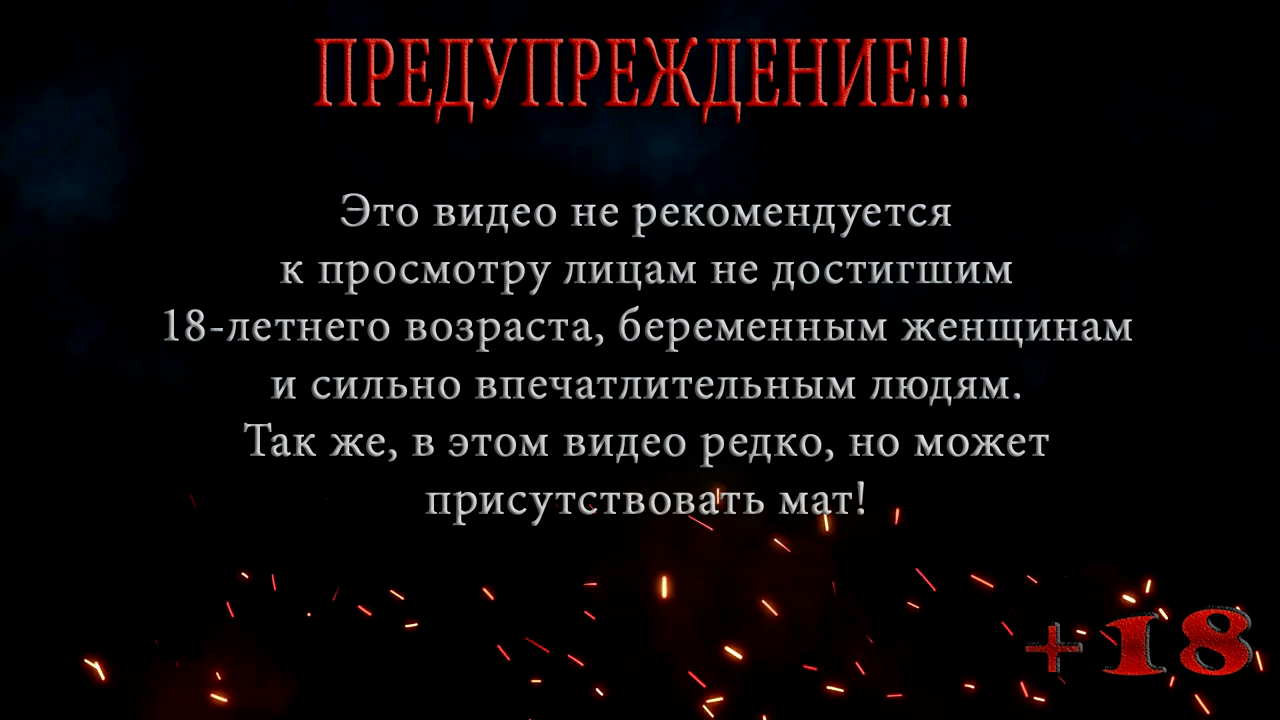 ПРЕДУПРЕЖДЕНИЕ!!!
Это видео не рекомендуется
к просмотру лицам не достигшим
18-летнего возраста, беременным женщинам
и сильно впечатлительным людям.
Так же, в этом видео редко, но может
присутствовать мат!
+18